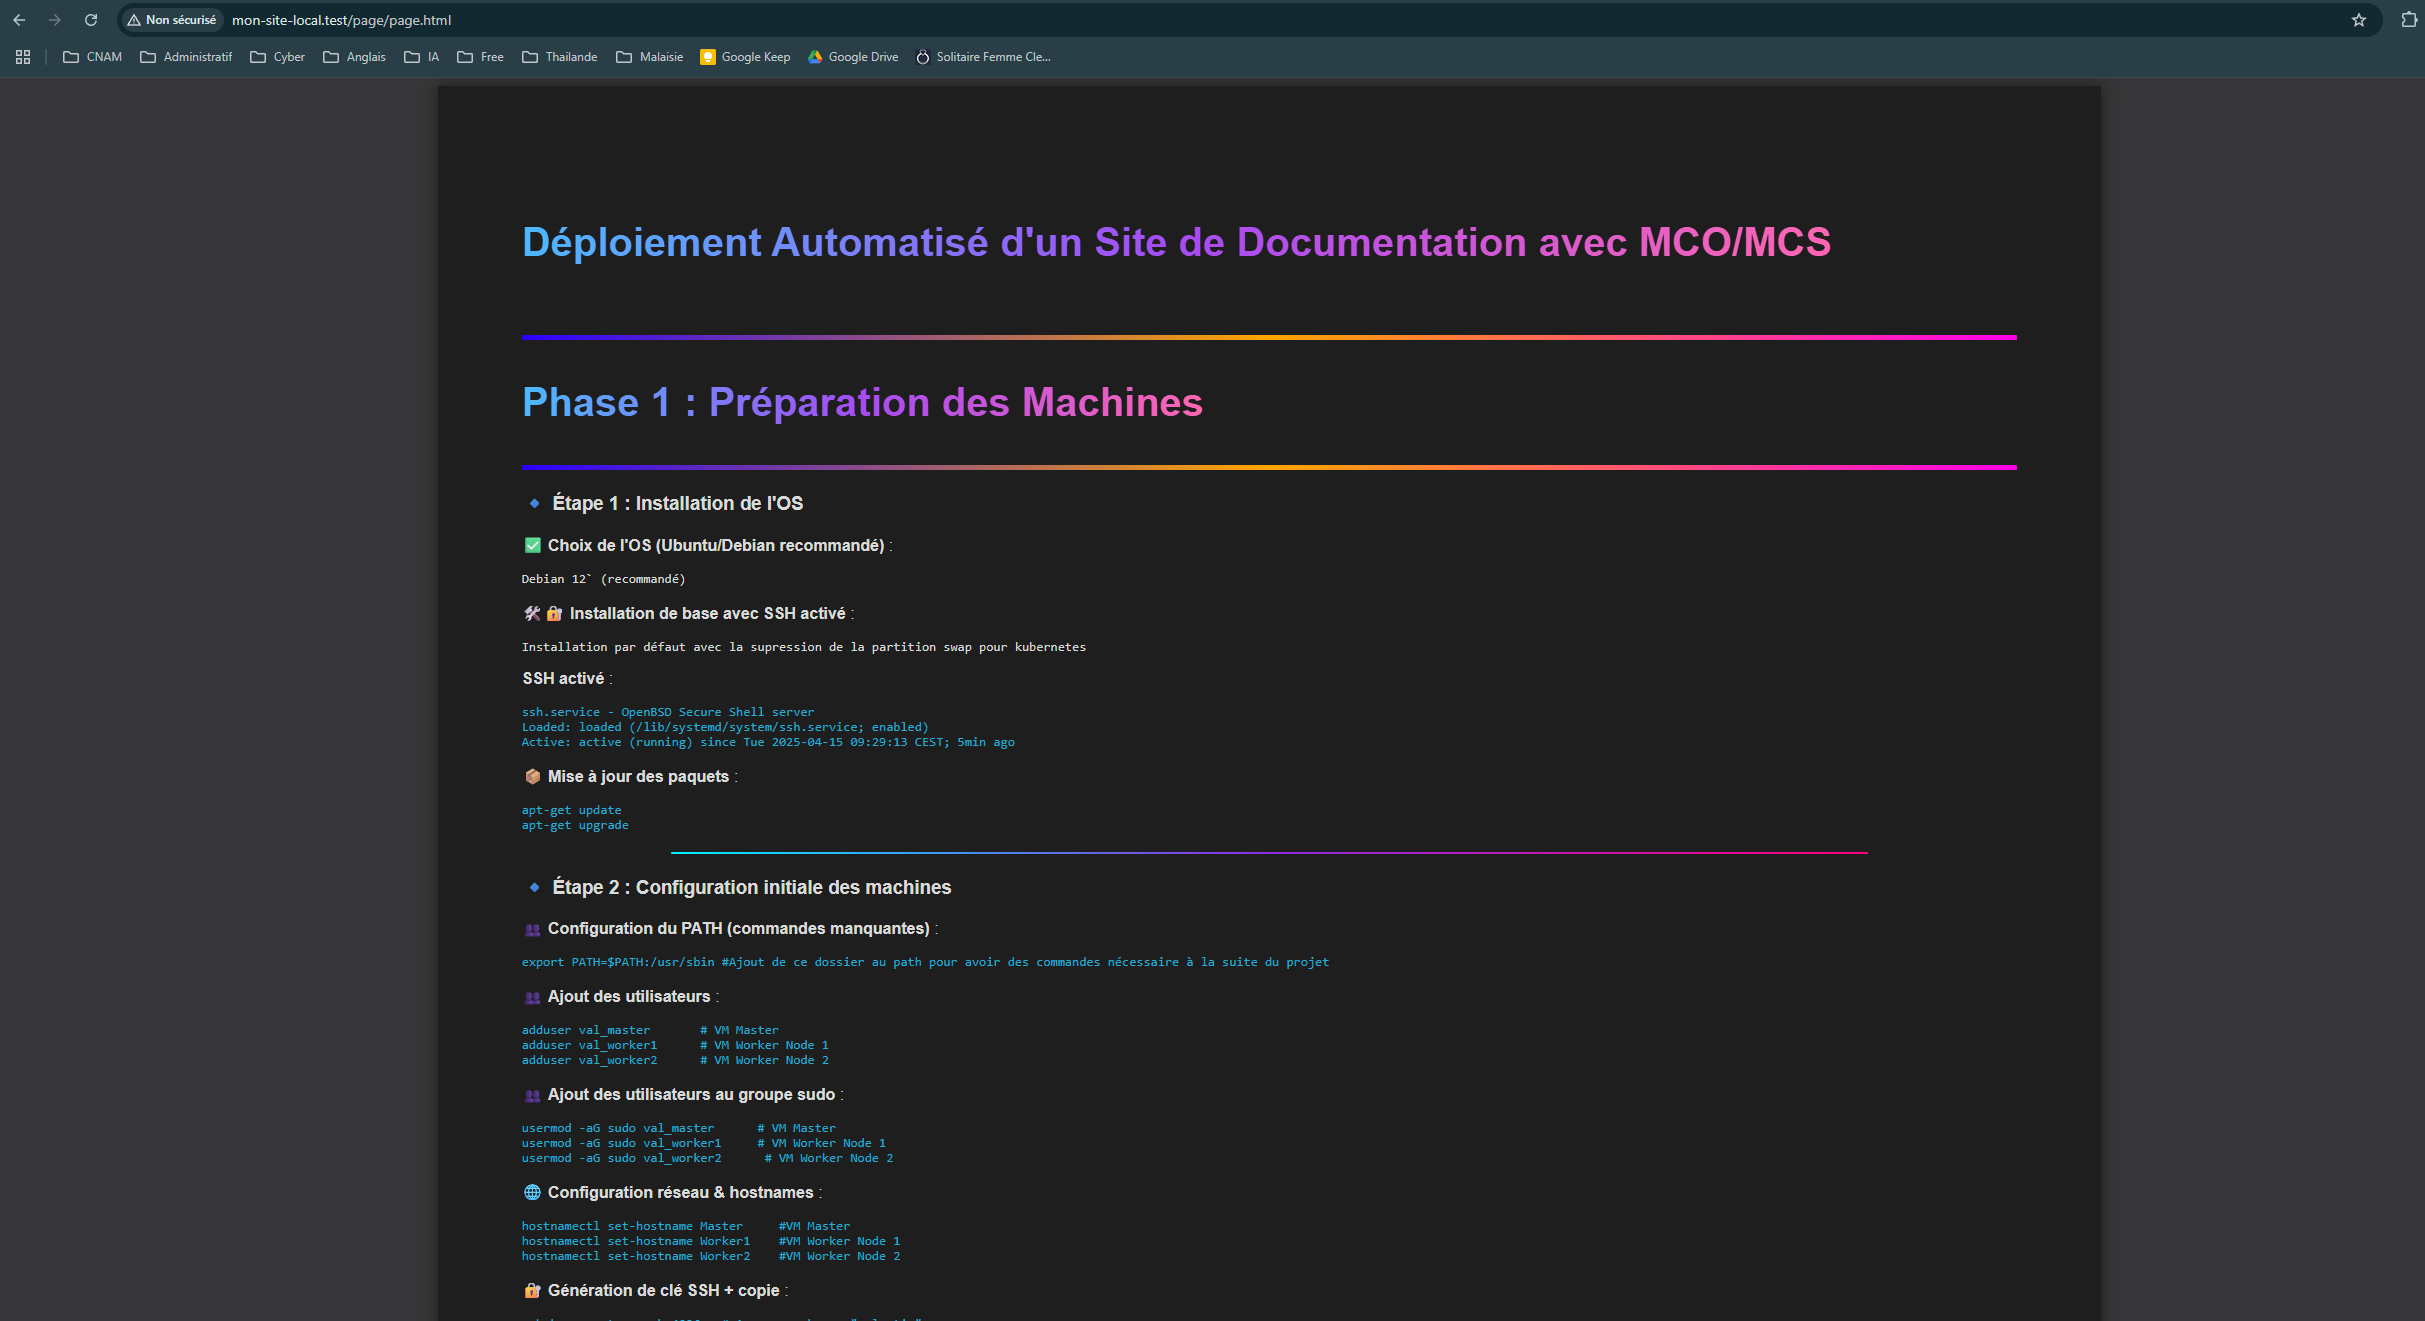 Non sécurisé
mon-site-local.test/page/page.html
CNAM
Administratif
Cyber
Anglais
IA
Free
Thailande
Malaisie
Google Keep
Google Drive
Solitaire Femme Cle...
Déploiement Automatisé d'un Site de Documentation avec MCO/MCS
Phase 1 : Préparation des Machines
Étape 1 : Installation de l'OS
Choix de l'OS (Ubuntu/Debian recommandé) :
Debian 12` (recommandé)
Installation de base avec SSH activé :
Installation par défaut avec la supression de la partition swap pour kubernetes
SSH activé :
ssh.service - OpenBSD Secure Shell server
Loaded: loaded (/lib/systemd/system/ssh.service; enabled)
Active: active (running) since Tue 2025-04-15 09:29:13 CEST; 5min ago
Mise à jour des paquets :
apt-get update
apt-get upgrade
Étape 2 : Configuration initiale des machines
Configuration du PATH (commandes manquantes) :
export PATH=$PATH:/usr/sbin #Ajout de ce dossier au path pour avoir des commandes nécessaire à la suite du projet
Ajout des utilisateurs :
adduser val_master # VM Master
adduser val_worker1 # VM Worker Node 1
adduser val_worker2 # VM Worker Node 2
Ajout des utilisateurs au groupe sudo :
usermod -aG sudo val_master # VM Master
usermod -aG sudo val_worker1 # VM Worker Node 1
usermod -aG sudo val_worker2 # VM Worker Node 2
Configuration réseau & hostnames :
hostnamectl set-hostname Master #VM Master
hostnamectl set-hostname Worker1 #VM Worker Node 1
hostnamectl set-hostname Worker2 #VM Worker Node 2
Génération de clé SSH + copie :